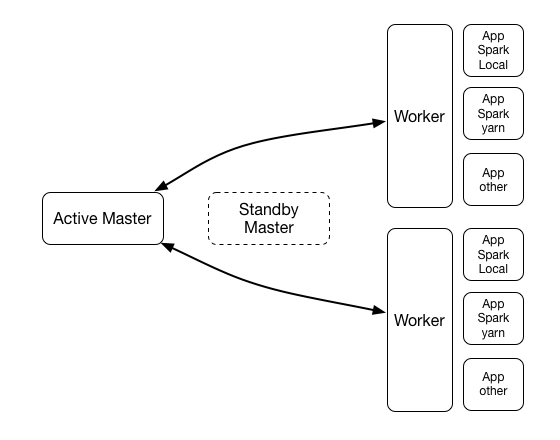 App
Spark
Local
Worker
App
Spark
yarn
App
other
Active Master
Standby
Master
App
Spark
Local
Worker
App
Spark
yarn
App
other